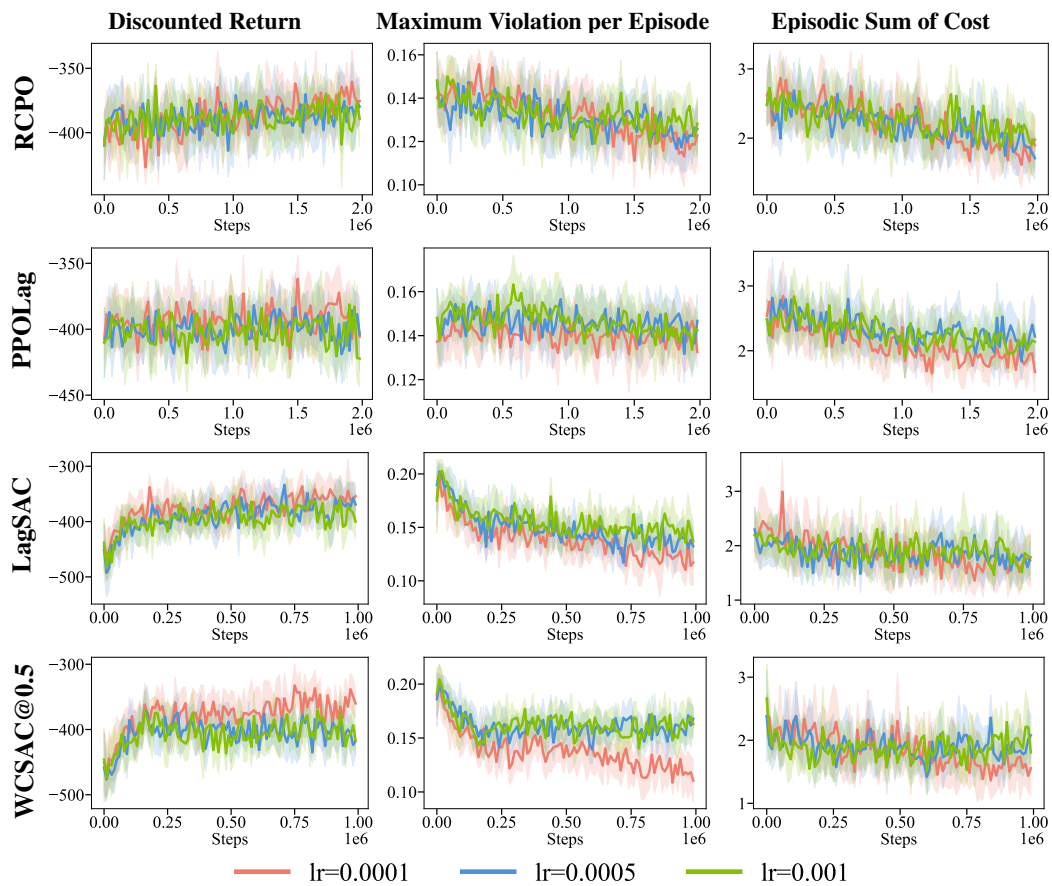 Discounted Return Maximum Violation per Episode Episodic Sum of Cost
RCPO
−350
−400
0.0 0.5 1.0 1.5 2.0
Steps 1e6
0.16
0.14
0.12
0.10
0.0 0.5 1.0 1.5 2.0
Steps 1e6
3
2
0.0 0.5 1.0 1.5 2.0
Steps 1e6
PPOLag
−350
−400
−450
0.0 0.5 1.0 1.5 2.0
Steps 1e6
0.16
0.14
0.12
0.0 0.5 1.0 1.5 2.0
Steps 1e6
3
2
0.0 0.5 1.0 1.5 2.0
Steps 1e6
LagSAC
−300
−400
−500
0.00 0.25 0.50 0.75 1.00
Steps 1e6
0.20
0.15
0.10
0.00 0.25 0.50 0.75 1.00
Steps 1e6
3
2
1
0.00 0.25 0.50 0.75 1.00
Steps 1e6
WCSAC@0.5
−300
−400
−500
0.00 0.25 0.50 0.75 1.00
Steps 1e6
0.20
0.15
0.10
0.00 0.25 0.50 0.75 1.00
Steps 1e6
3
2
1
0.00 0.25 0.50 0.75 1.00
Steps 1e6
lr=0.0001 lr=0.0005 lr=0.001